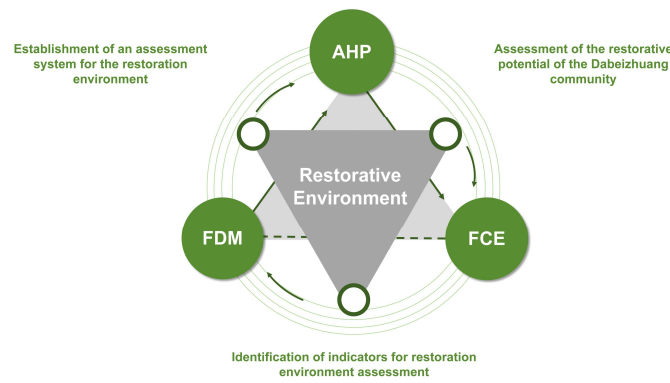 AHP
Establishment of an assessment
system for the restoration
environment
Assessment of the restorative
potential of the Dabeizhuang
community
Restorative
Environment
FDM
FCE
Identification of indicators for restoration
environment assessment